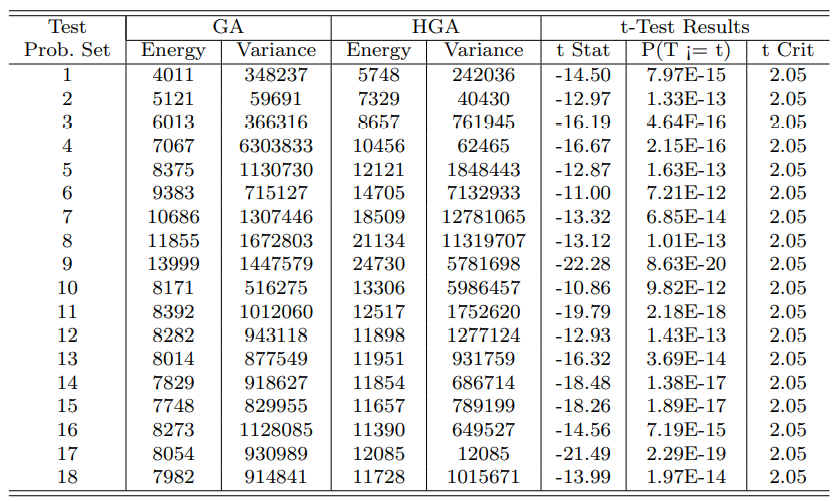 Test GA HGA t-Test Results
Prob. Set Energy Variance Energy Variance t Stat P(T ¡= t) t Crit
1 4011 348237 5748 242036 -14.50 7.97E-15 2.05
2 5121 59691 7329 40430 -12.97 1.33E-13 2.05
3 6013 366316 8657 761945 -16.19 4.64E-16 2.05
4 7067 6303833 10456 62465 -16.67 2.15E-16 2.05
5 8375 1130730 12121 1848443 -12.87 1.63E-13 2.05
6 9383 715127 14705 7132933 -11.00 7.21E-12 2.05
7 10686 1307446 18509 12781065 -13.32 6.85E-14 2.05
8 11855 1672803 21134 11319707 -13.12 1.01E-13 2.05
9 13999 1447579 24730 5781698 -22.28 8.63E-20 2.05
10 8171 516275 13306 5986457 -10.86 9.82E-12 2.05
11 8392 1012060 12517 1752620 -19.79 2.18E-18 2.05
12 8282 943118 11898 1277124 -12.93 1.43E-13 2.05
13 8014 877549 11951 931759 -16.32 3.69E-14 2.05
14 7829 918627 11854 686714 -18.48 1.38E-17 2.05
15 7748 829955 11657 789199 -18.26 1.89E-17 2.05
16 8273 1128085 11390 649527 -14.56 7.19E-15 2.05
17 8054 930989 12085 12085 -21.49 2.29E-19 2.05
18 7982 914841 11728 1015671 -13.99 1.97E-14 2.05